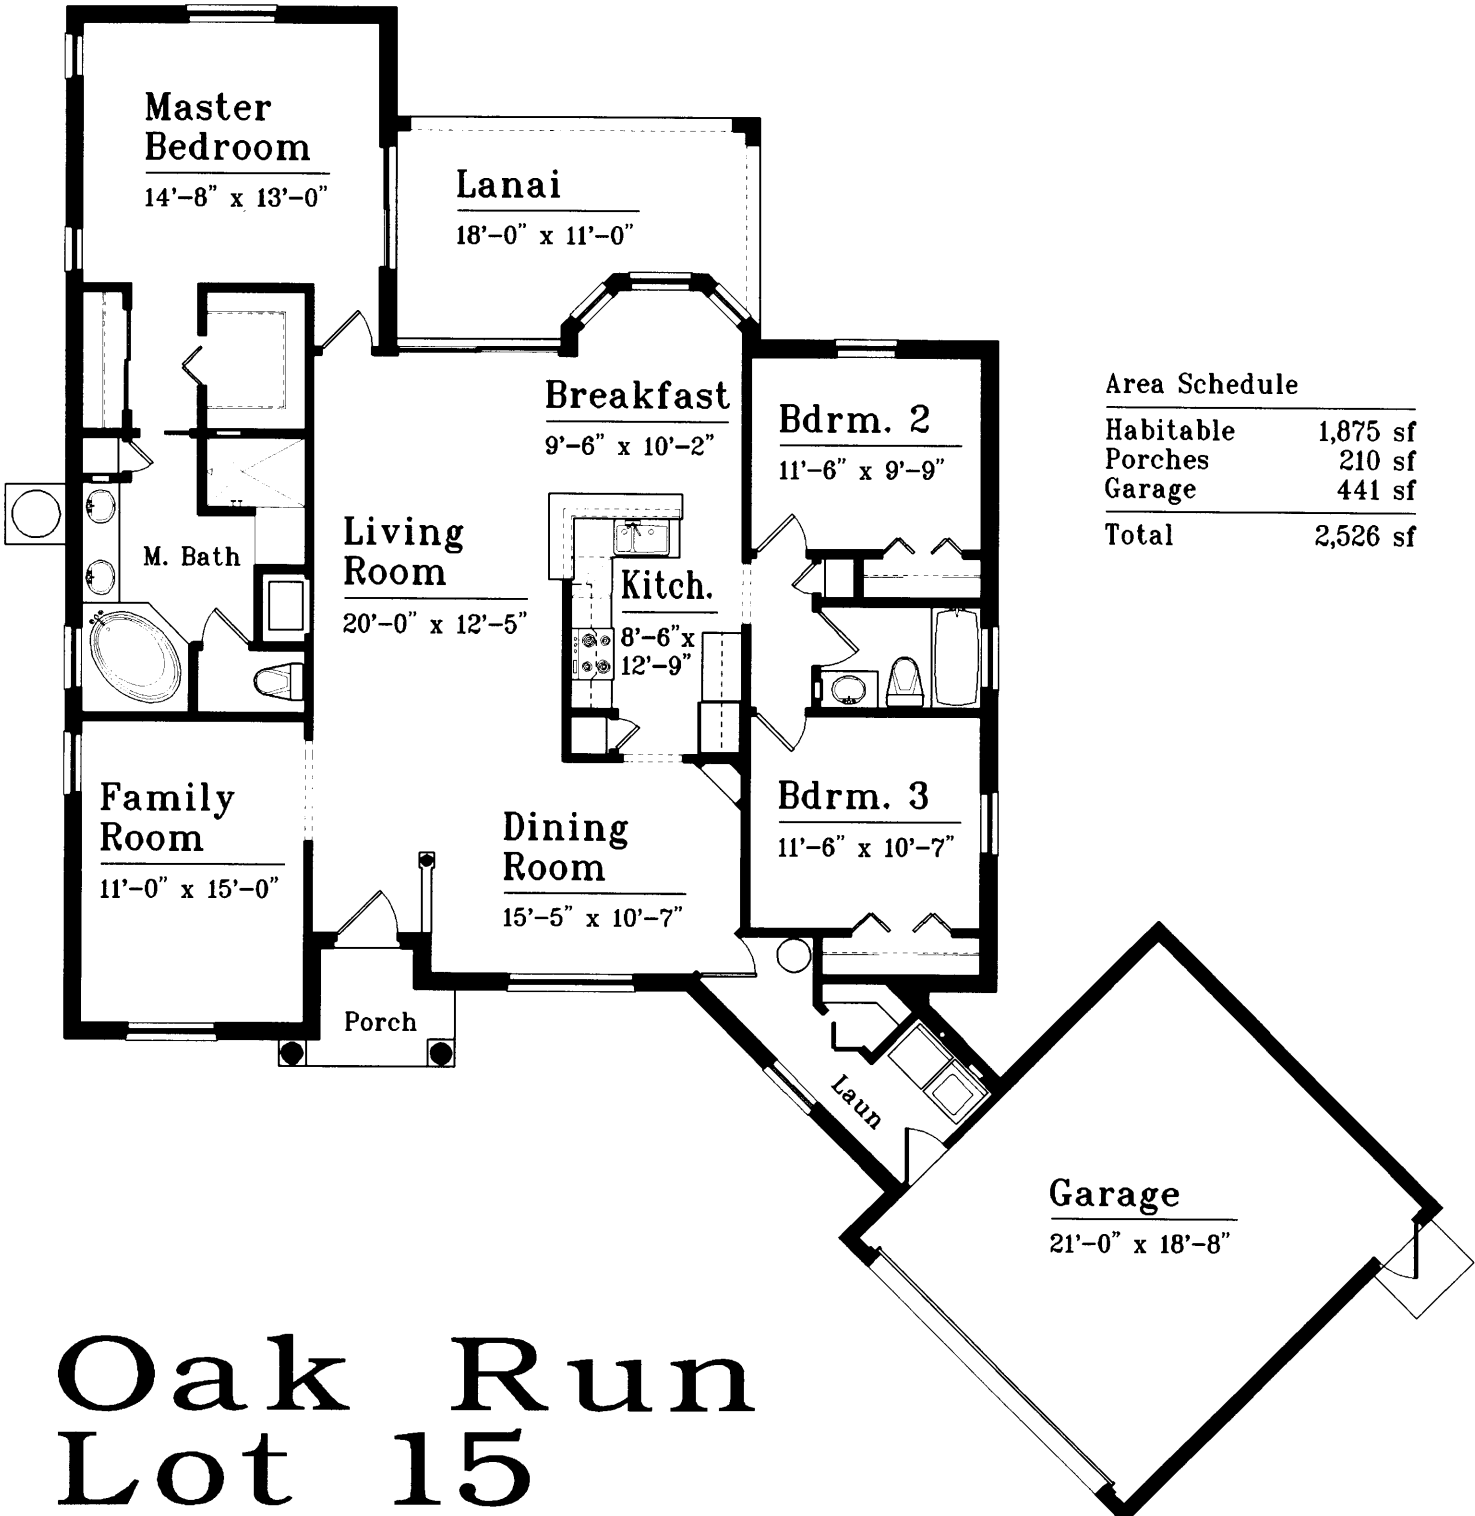 Master
Bedroom
14'-8" x 13'-0"
Lanai
18'-0" x 11'-0"
Breakfast
9'-6" x 10'-2"
Bdrm. 2
11'-6" x 9'-9"
Area Schedule
Habitable 1,875 sf
Porches 210 sf
Garage 441 sf
Total 2,526 sf
M. Bath
Living
Room
20'-0" x 12'-5"
Kitch.
8'-6"x
12'-9"
Family
Room
11'-0" x 15'-0"
Dining
Room
15'-5" x 10'-7"
Bdrm. 3
11'-6" x 10'-7"
Porch
Laun
Garage
21'-0" x 18'-8"
Oak Run
Lot 15